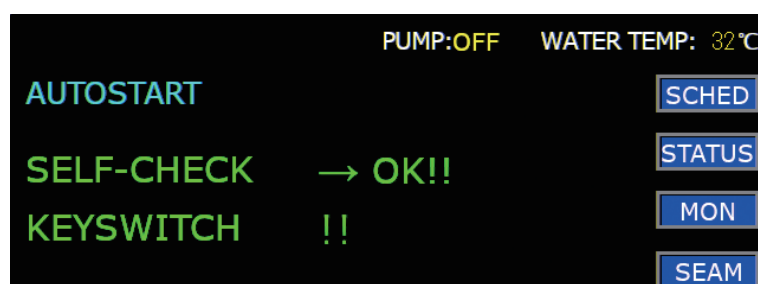 PUMP:OFF WATER TEMP: 32℃
AUTOSTART
SCHED
SELF-CHECK → OK!!
STATUS
KEYSWITCH !!
MON
SEAM